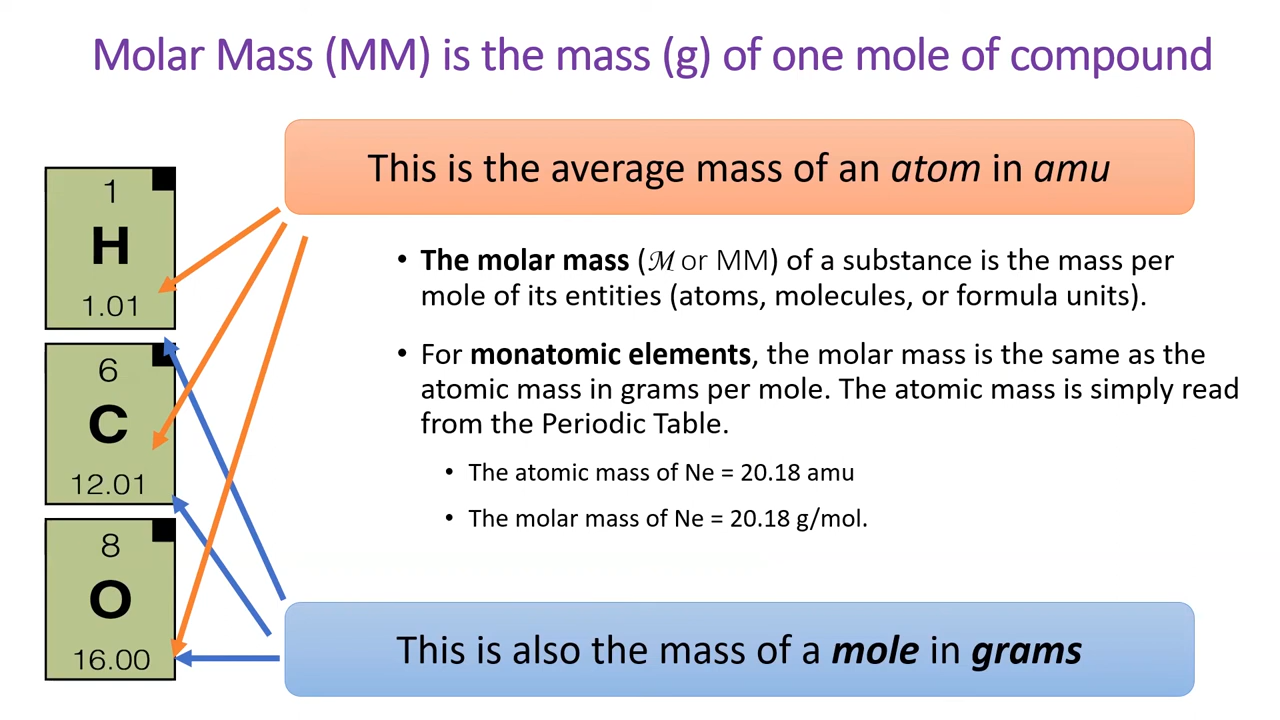 Molar Mass (MM) is the mass (g) of one mole of compound
This is the average mass of an atom in amu
1
H
1.01
6
C
12.01
8
O
16.00
• The molar mass (ℳ or MM) of a substance is the mass per
mole of its entities (atoms, molecules, or formula units).
• For monatomic elements, the molar mass is the same as the
atomic mass in grams per mole. The atomic mass is simply read
from the Periodic Table.
• The atomic mass of Ne = 20.18 amu
• The molar mass of Ne = 20.18 g/mol.
This is also the mass of a mole in grams